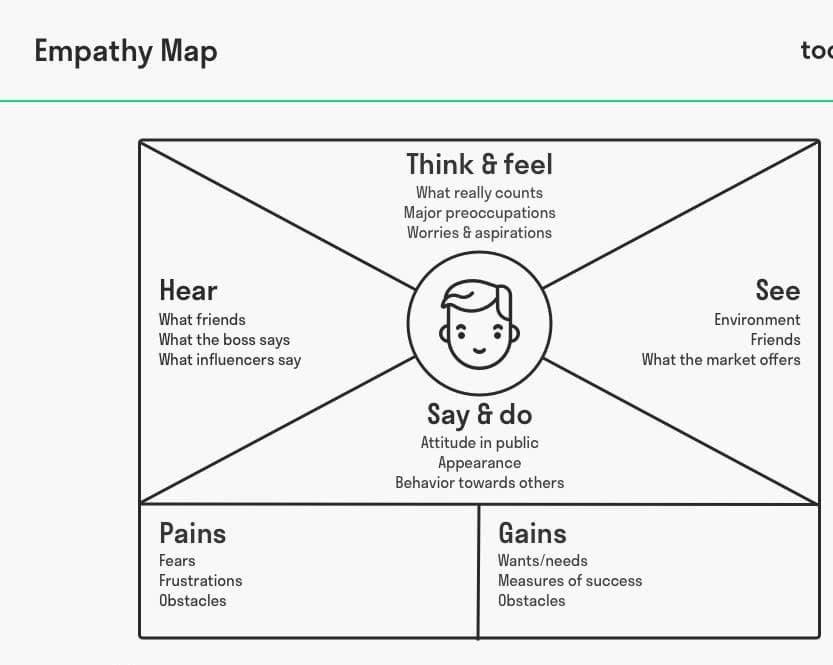 Empathy Map
Think & feel
What really counts
Major preoccupations
Worries & aspirations
Hear
What friends
What the boss says
What influencers say
See
Environment
Friends
What the market offers
Say & do
Attitude in public
Appearance
Behavior towards others
Pains
Fears
Frustrations
Obstacles
Gains
Wants/needs
Measures of success
Obstacles